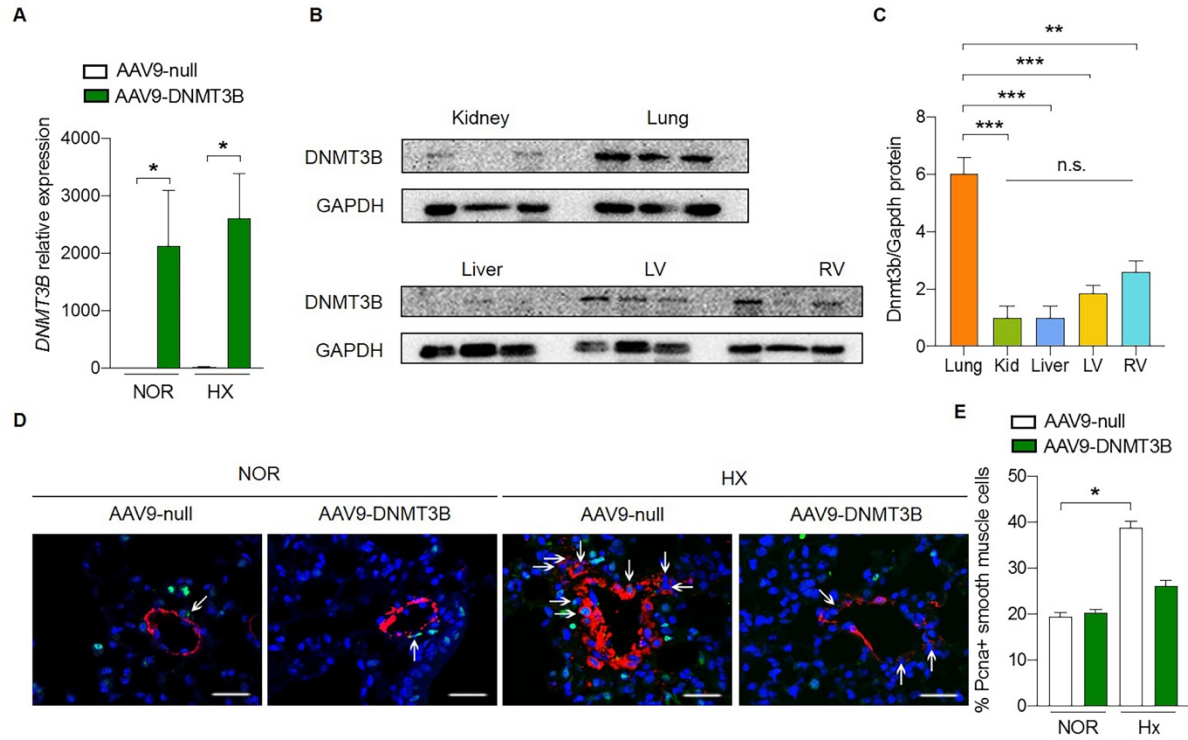 A
AAV9-null
AAV9-DNMT3B
DNMT3B relative expression
4000
3000
2000
1000
0
*
*
NOR
HX
B
Kidney
Lung
DNMT3B
GAPDH
Liver
LV
RV
DNMT3B
GAPDH
C
**
***
***
***
n.s.
Dnmt3b/Gapdh protein
8
6
4
2
0
Lung
Kid
Liver
LV
RV
D
NOR
HX
AAV9-null
AAV9-DNMT3B
AAV9-null
AAV9-DNMT3B
E
AAV9-null
AAV9-DNMT3B
% Pcna+ smooth muscle cells
50
40
30
20
10
0
*
NOR
Hx